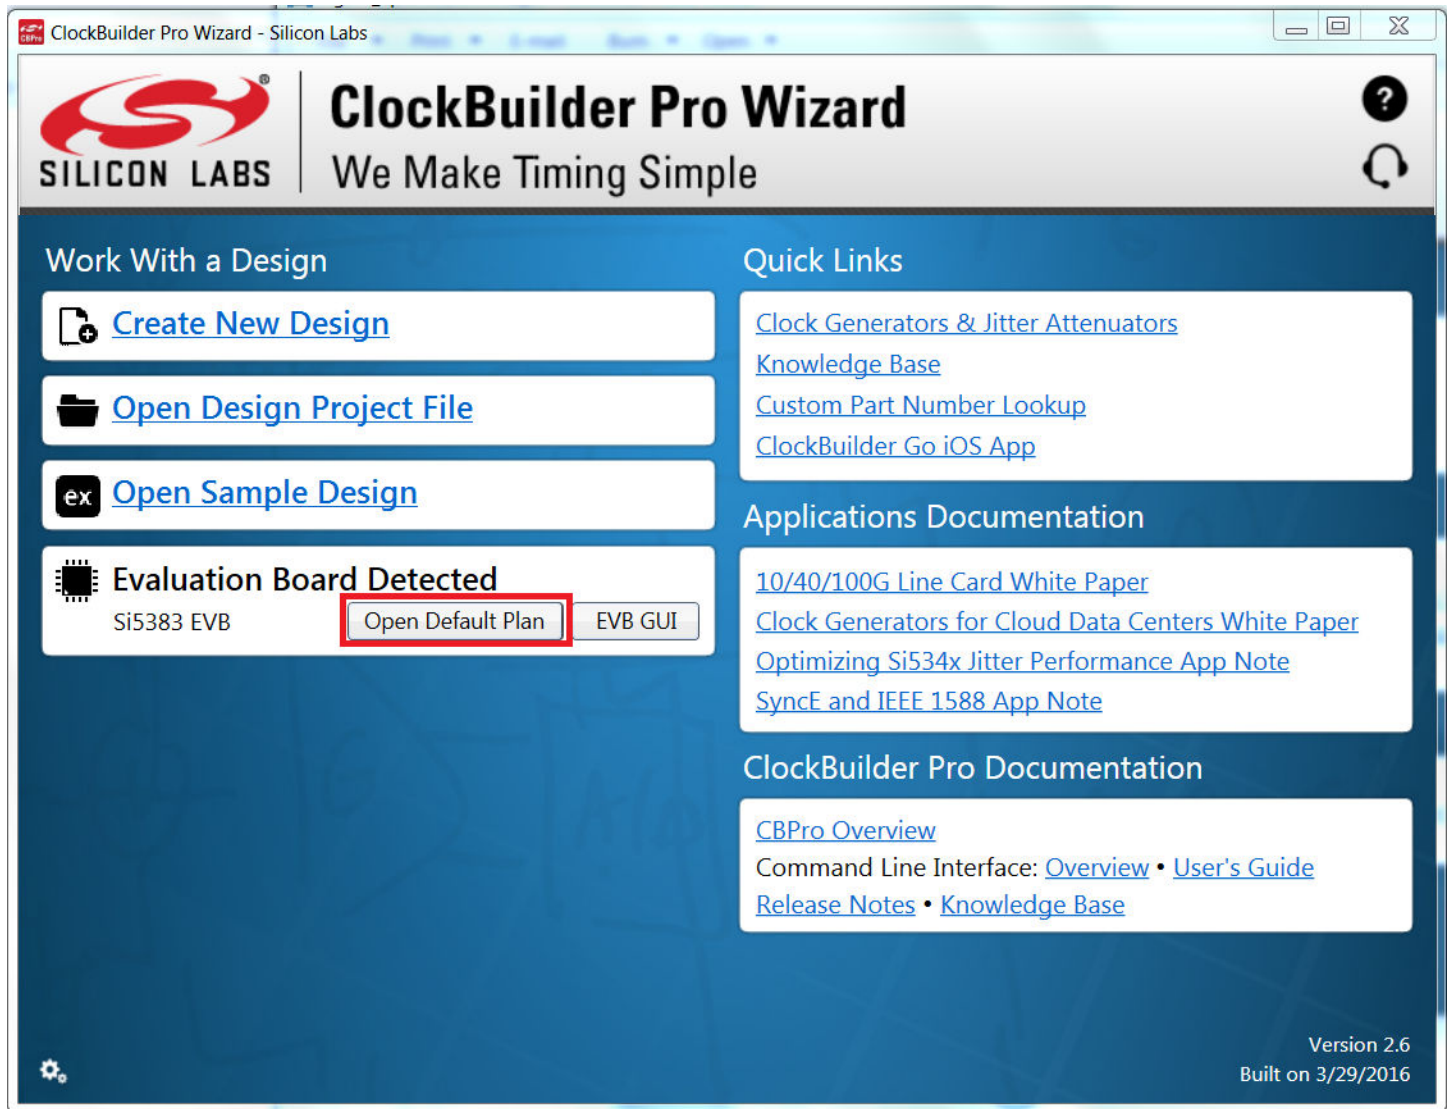 ClockBuilder Pro Wizard - Silicon Labs
SILICON LABS
ClockBuilder Pro Wizard
We Make Timing Simple
Work With a Design
Create New Design
Open Design Project File
ex Open Sample Design
Evaluation Board Detected
Si5383 EVB Open Default Plan EVB GUI
Quick Links
Clock Generators & Jitter Attenuators
Knowledge Base
Custom Part Number Lookup
ClockBuilder Go iOS App
Applications Documentation
10/40/100G Line Card White Paper
Clock Generators for Cloud Data Centers White Paper
Optimizing Si534x Jitter Performance App Note
SyncE and IEEE 1588 App Note
ClockBuilder Pro Documentation
CBPro Overview
Command Line Interface: Overview • User's Guide
Release Notes • Knowledge Base
Version 2.6
Built on 3/29/2016